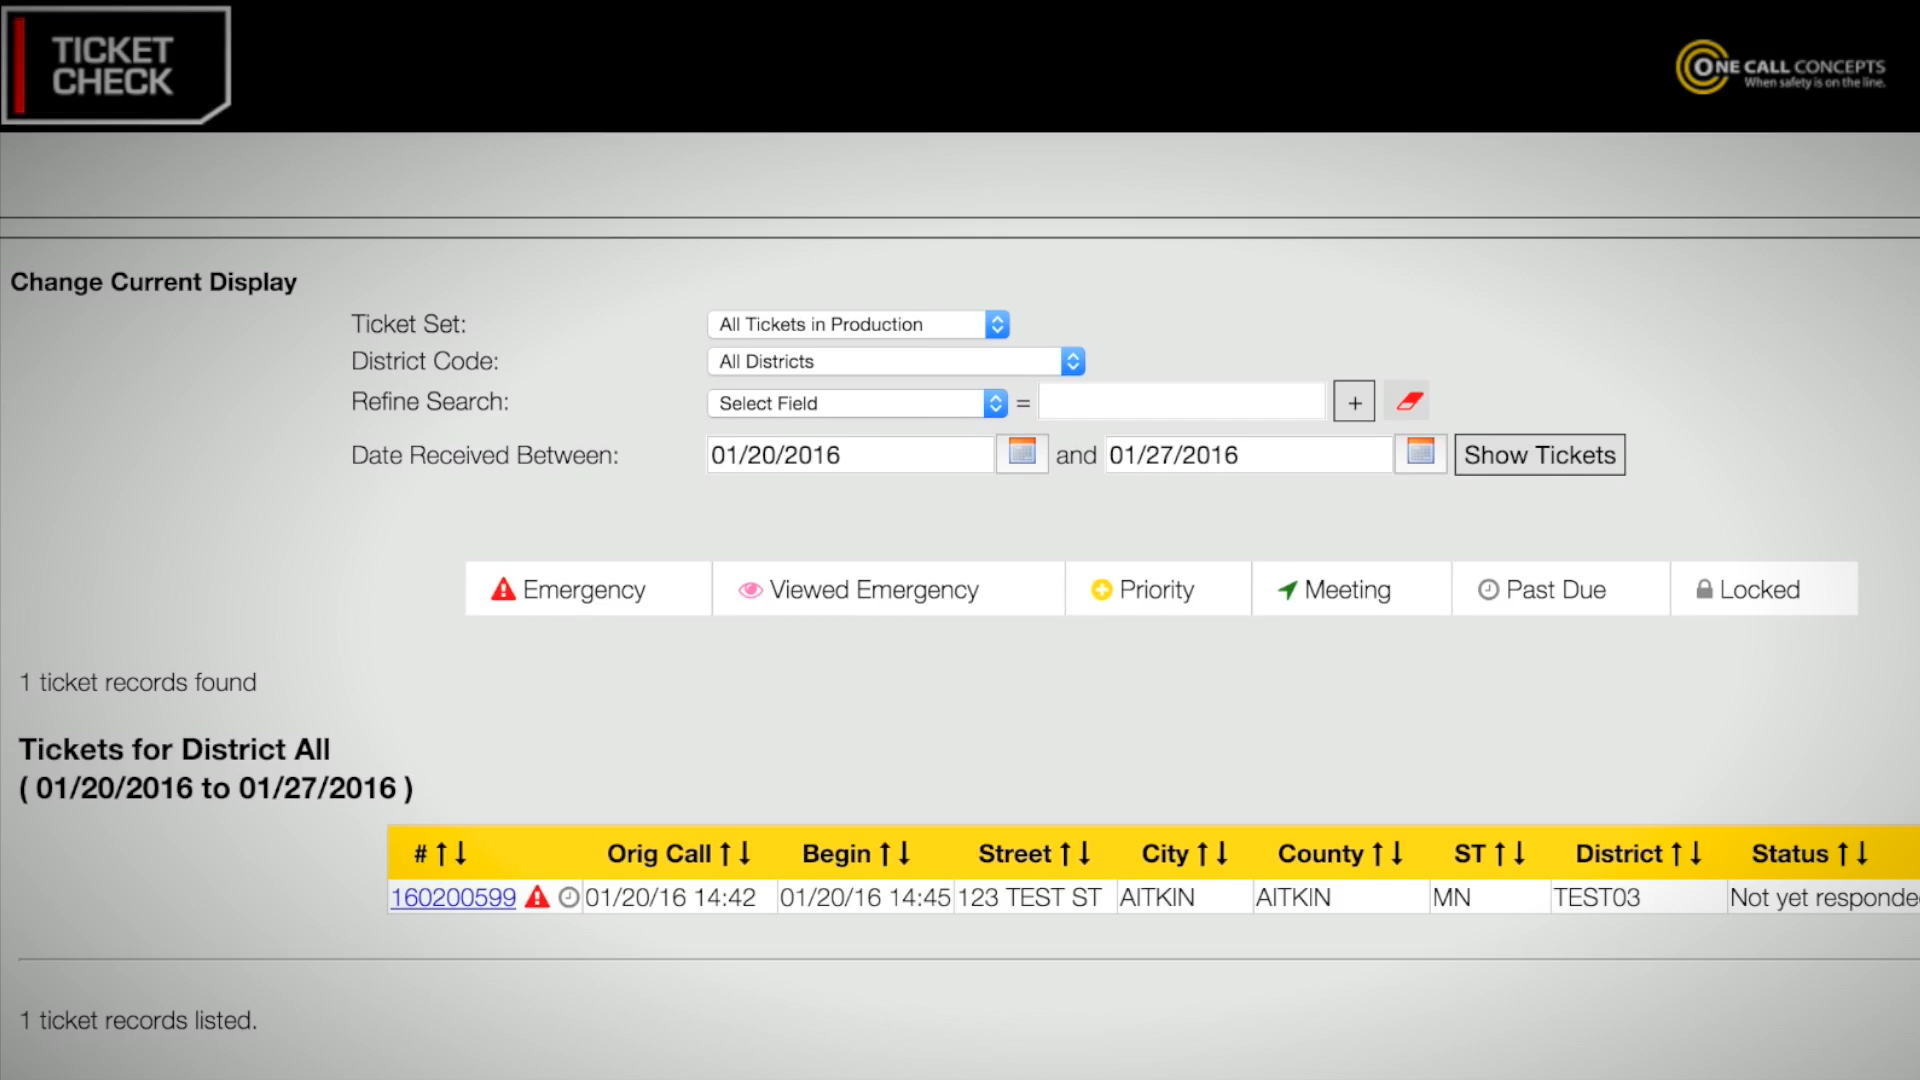 TICKET
CHECK
ONE CALL CONCEPTS
When safety is on the line.
Change Current Display
Ticket Set: All Tickets in Production
District Code: All Districts
Refine Search: Select Field = +
Date Received Between: 01/20/2016 and 01/27/2016 Show Tickets
Emergency Viewed Emergency Priority Meeting Past Due Locked
1 ticket records found
Tickets for District All
( 01/20/2016 to 01/27/2016 )
# Orig Call Begin Street City County ST District Status
160200599 01/20/16 14:42 01/20/16 14:45 123 TEST ST AITKIN AITKIN MN TEST03 Not yet responde
1 ticket records listed.